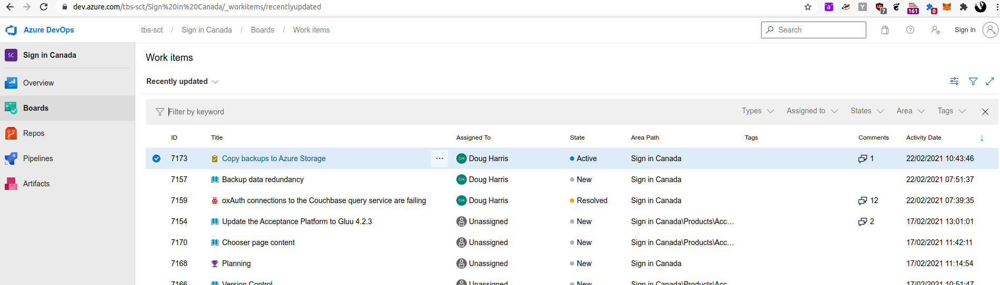 dev.azure.com/tbs-sct/Sign%20in%20Canada/_workitems/recentlyupdated
a
Y
7
161
0
Azure DevOps tbs-sct / Sign in Canada / Boards / Work items Search Sign in
SC Sign in Canada
Overview
Boards
Repos
Pipelines
Artifacts
Work items
Recently updated
Filter by keyword Types Assigned to States Area Tags
ID Title Assigned To State Area Path Tags Comments Activity Date
7173 Copy backups to Azure Storage ... DH Doug Harris Active Sign in Canada 1 22/02/2021 10:43:46
7157 Backup data redundancy DH Doug Harris New Sign in Canada 22/02/2021 07:51:37
7159 oxAuth connections to the Couchbase query service are failing DH Doug Harris Resolved Sign in Canada 12 22/02/2021 07:39:35
7154 Update the Acceptance Platform to Gluu 4.2.3 Unassigned New Sign in Canada\Products\Acc... 2 17/02/2021 13:01:01
7170 Chooser page content Unassigned New Sign in Canada\Products\Acc... 17/02/2021 11:42:11
7168 Planning Unassigned New Sign in Canada 17/02/2021 11:14:54
7166 Version Control Unassigned New Sign in Canada\Products\Acc... 17/02/2021 10:51:47